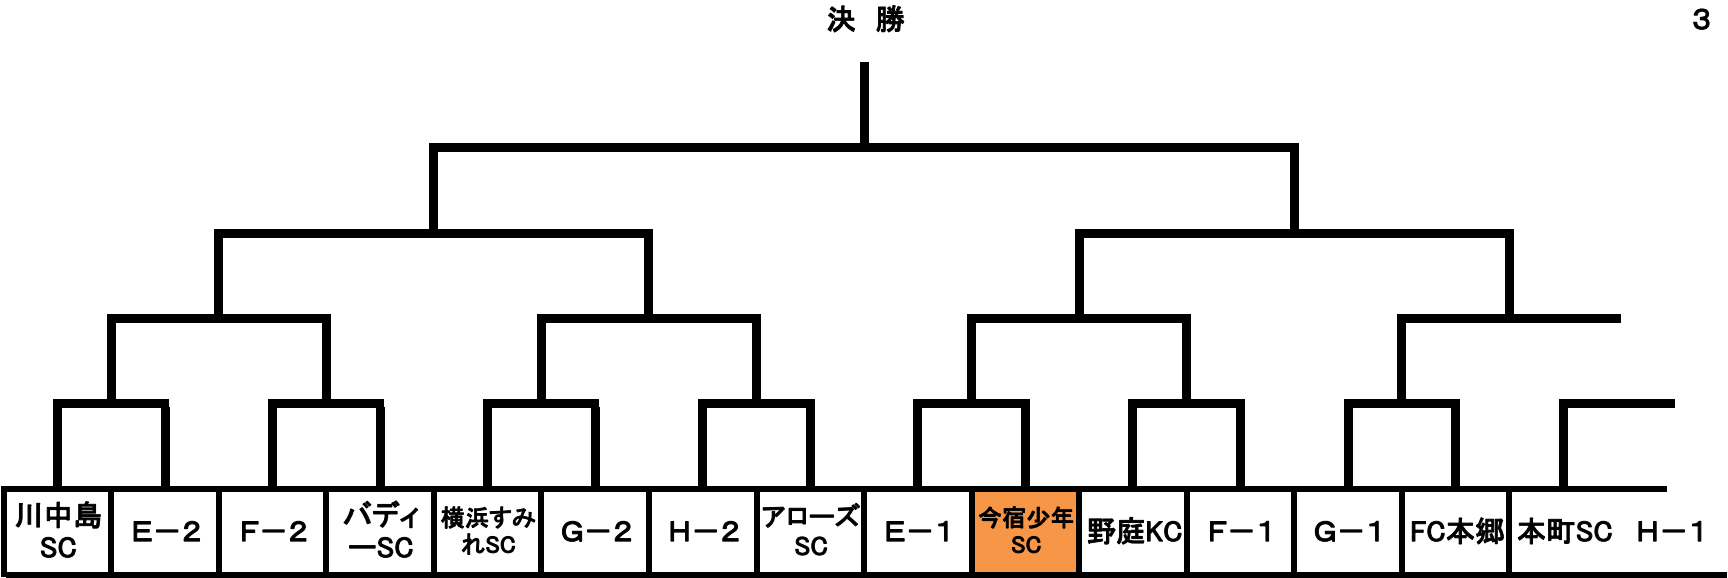 決　勝
3
川中島
SC
E－2
F－2
バディ
ーSC
横浜すみ
れSC
G－2
H－2
アローズ
SC
E－1
今宿少年
SC
野庭KC
F－1
G－1
FC本郷
本町SC
H－1